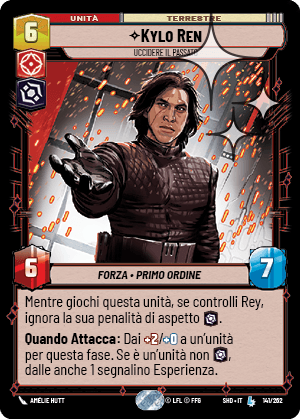 UNITÀ
TERRESTRE
6
✧KYLO REN
UCCIDERE IL PASSATO
6
FORZA • PRIMO ORDINE
7
Mentre giochi questa unità, se controlli Rey,
ignora la sua penalità di aspetto.
Quando Attacca: Dai +2/+0 a un'unità
per questa fase. Se è un'unità non ,
dalle anche 1 segnalino Esperienza.
AMÉLIE HUTT
© LFL © FFG
SHD • IT
141/262